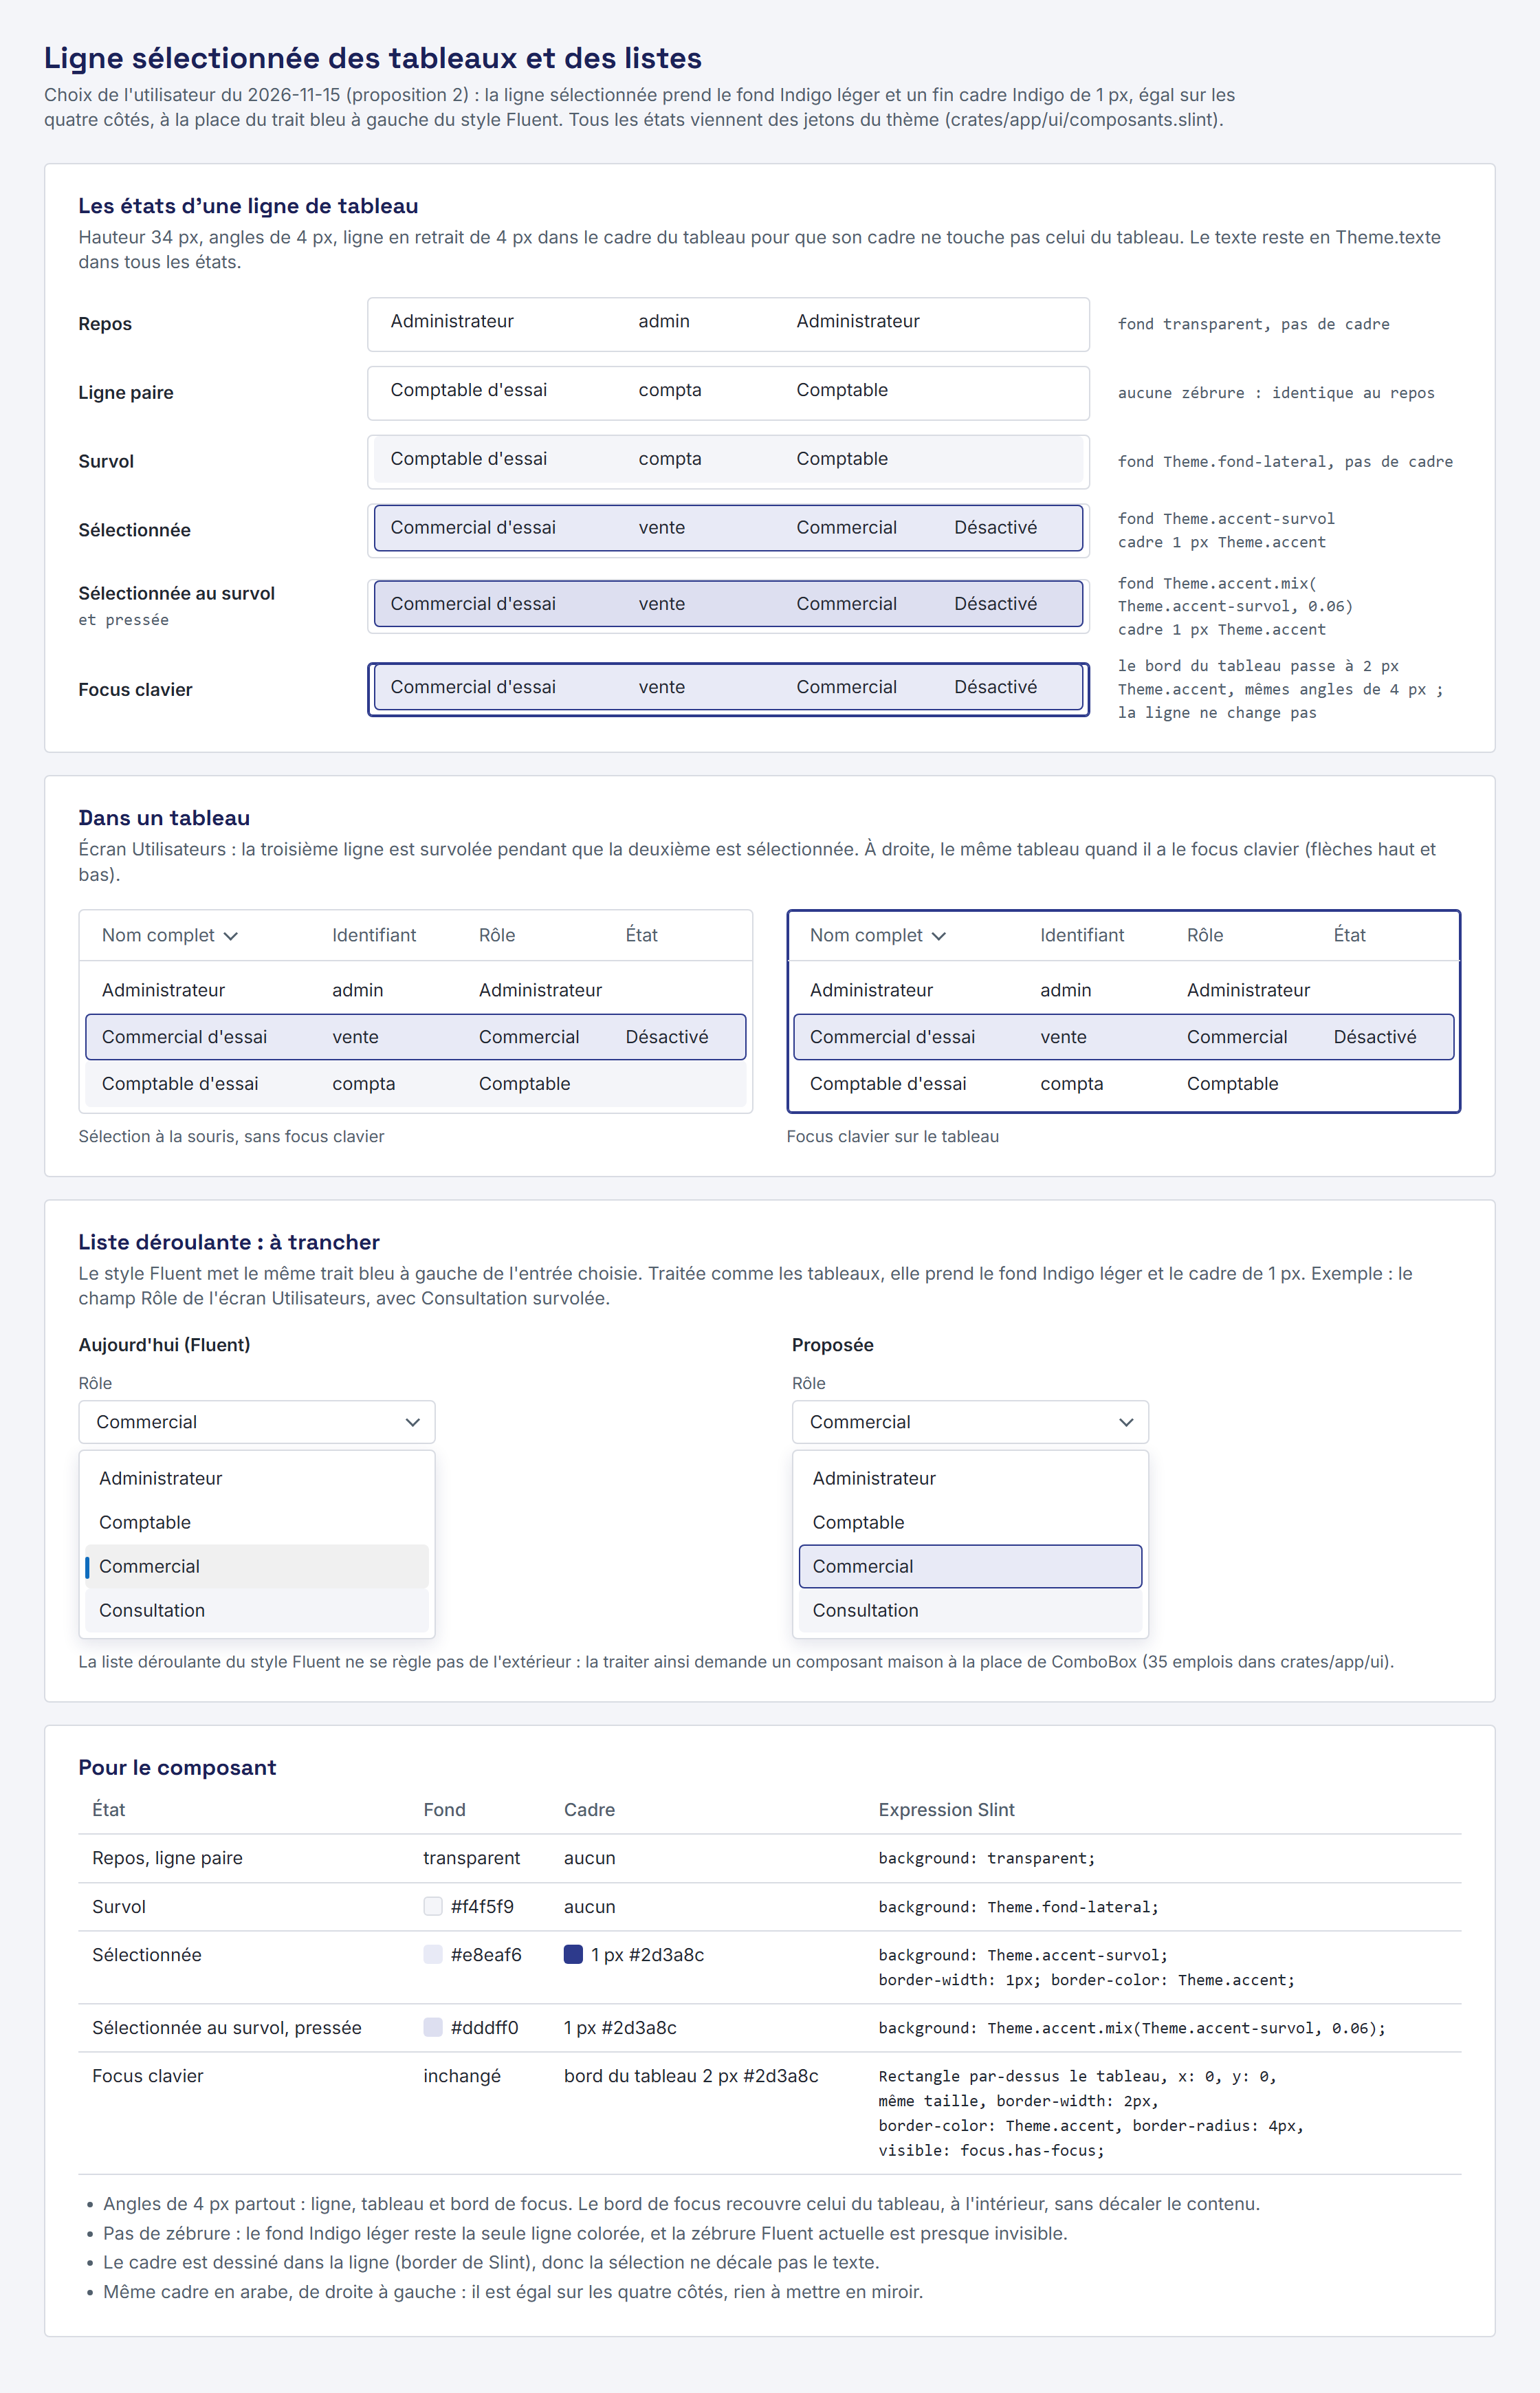 Ligne sélectionnée des tableaux et des listes
Choix de l'utilisateur du 2026-11-15 (proposition 2) : la ligne sélectionnée prend le fond Indigo léger et un fin cadre Indigo de 1 px, égal sur les
quatre côtés, à la place du trait bleu à gauche du style Fluent. Tous les états viennent des jetons du thème (crates/app/ui/composants.slint).
Les états d’une ligne de tableau
Hauteur 34 px, angles de 4 px, ligne en retrait de 4 px dans le cadre du tableau pour que son cadre ne touche pas celui du tableau. Le texte reste en Theme.texte
dans tous les états.
Repos
Administrateur admin Administrateur
fond transparent, pas de cadre
Ligne paire
Comptable d'essai compta Comptable
aucune zébrure : identique au repos
Survol
Comptable d'essai compta Comptable
fond Theme.fond-lateral, pas de cadre
Sélectionnée
Commercial d'essai vente Commercial Désactivé
fond Theme.accent-survol
cadre 1 px Theme.accent
Sélectionnée au survol
et pressée
Commercial d'essai vente Commercial Désactivé
fond Theme.accent.mix(
Theme.accent-survol, 0.06)
cadre 1 px Theme.accent
Focus clavier
Commercial d'essai vente Commercial Désactivé
le bord du tableau passe à 2 px
Theme.accent, mêmes angles de 4 px ;
la ligne ne change pas
Dans un tableau
Écran Utilisateurs : la troisième ligne est survolée pendant que la deuxième est sélectionnée. À droite, le même tableau quand il a le focus clavier (flèches haut et
bas).
Nom complet Identifiant Rôle État
Administrateur admin Administrateur
Commercial d'essai vente Commercial Désactivé
Comptable d'essai compta Comptable
Sélection à la souris, sans focus clavier
Nom complet Identifiant Rôle État
Administrateur admin Administrateur
Commercial d'essai vente Commercial Désactivé
Comptable d'essai compta Comptable
Focus clavier sur le tableau
Liste déroulante : à trancher
Le style Fluent met le même trait bleu à gauche de l'entrée choisie. Traitée comme les tableaux, elle prend le fond Indigo léger et le cadre de 1 px. Exemple : le
champ Rôle de l'écran Utilisateurs, avec Consultation survolée.
Aujourd'hui (Fluent)
Rôle
Commercial
Administrateur
Comptable
Commercial
Consultation
Proposée
Rôle
Commercial
Administrateur
Comptable
Commercial
Consultation
La liste déroulante du style Fluent ne se règle pas de l'extérieur : la traiter ainsi demande un composant maison à la place de ComboBox (35 emplois dans crates/app/ui).
Pour le composant
État Fond Cadre Expression Slint
Repos, ligne paire transparent aucun background: transparent;
Survol #f4f5f9 aucun background: Theme.fond-lateral;
Sélectionnée #e8eaf6 1 px #2d3a8c background: Theme.accent-survol;
border-width: 1px; border-color: Theme.accent;
Sélectionnée au survol, pressée #dddff0 1 px #2d3a8c background: Theme.accent.mix(Theme.accent-survol, 0.06);
Focus clavier inchangé bord du tableau 2 px #2d3a8c Rectangle par-dessus le tableau, x: 0, y: 0,
même taille, border-width: 2px,
border-color: Theme.accent, border-radius: 4px,
visible: focus.has-focus;
• Angles de 4 px partout : ligne, tableau et bord de focus. Le bord de focus recouvre celui du tableau, à l'intérieur, sans décaler le contenu.
• Pas de zébrure : le fond Indigo léger reste la seule ligne colorée, et la zébrure Fluent actuelle est presque invisible.
• Le cadre est dessiné dans la ligne (border de Slint), donc la sélection ne décale pas le texte.
• Même cadre en arabe, de droite à gauche : il est égal sur les quatre côtés, rien à mettre en miroir.